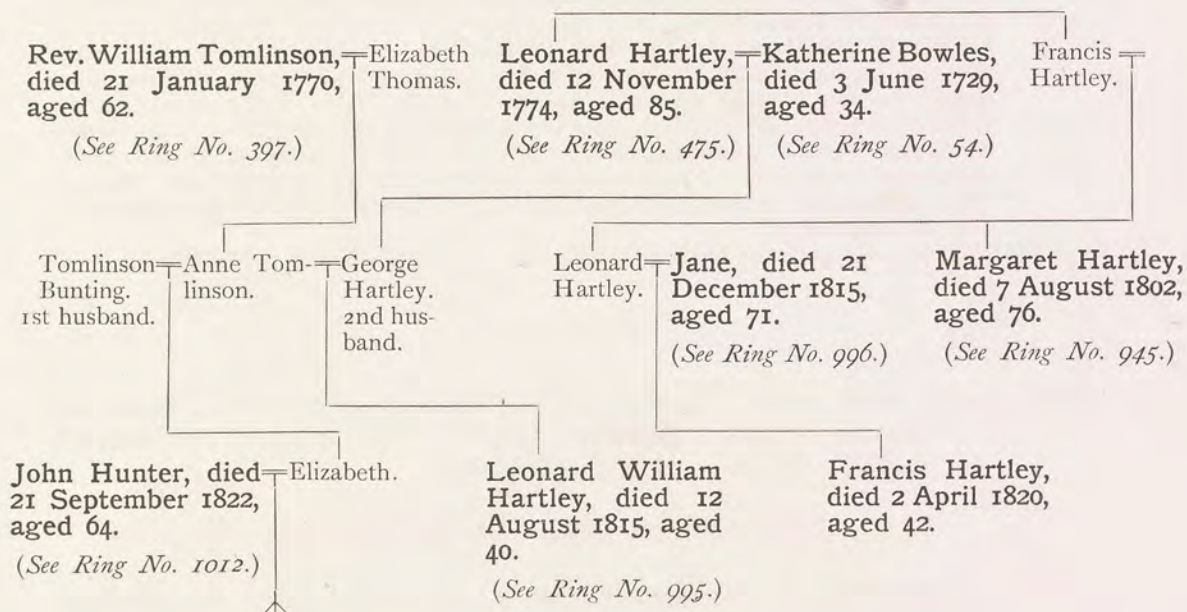 Rev. William Tomlinson,
died 21 January 1770,
aged 62.
(See Ring No. 397.)
Elizabeth
Thomas.
Leonard Hartley,
died 12 November
1774, aged 85.
(See Ring No. 475.)
Katherine Bowles,
died 3 June 1729,
aged 34.
(See Ring No. 54.)
Francis
Hartley.
Tomlinson
Bunting.
1st husband.
Anne Tom-
linson.
George
Hartley.
2nd hus-
band.
Leonard
Hartley.
Jane, died 21
December 1815,
aged 71.
(See Ring No. 996.)
Margaret Hartley,
died 7 August 1802,
aged 76.
(See Ring No. 945.)
John Hunter, died
21 September 1822,
aged 64.
(See Ring No. 1012.)
Elizabeth.
Leonard William
Hartley, died 12
August 1815, aged
40.
(See Ring No. 995.)
Francis Hartley,
died 2 April 1820,
aged 42.